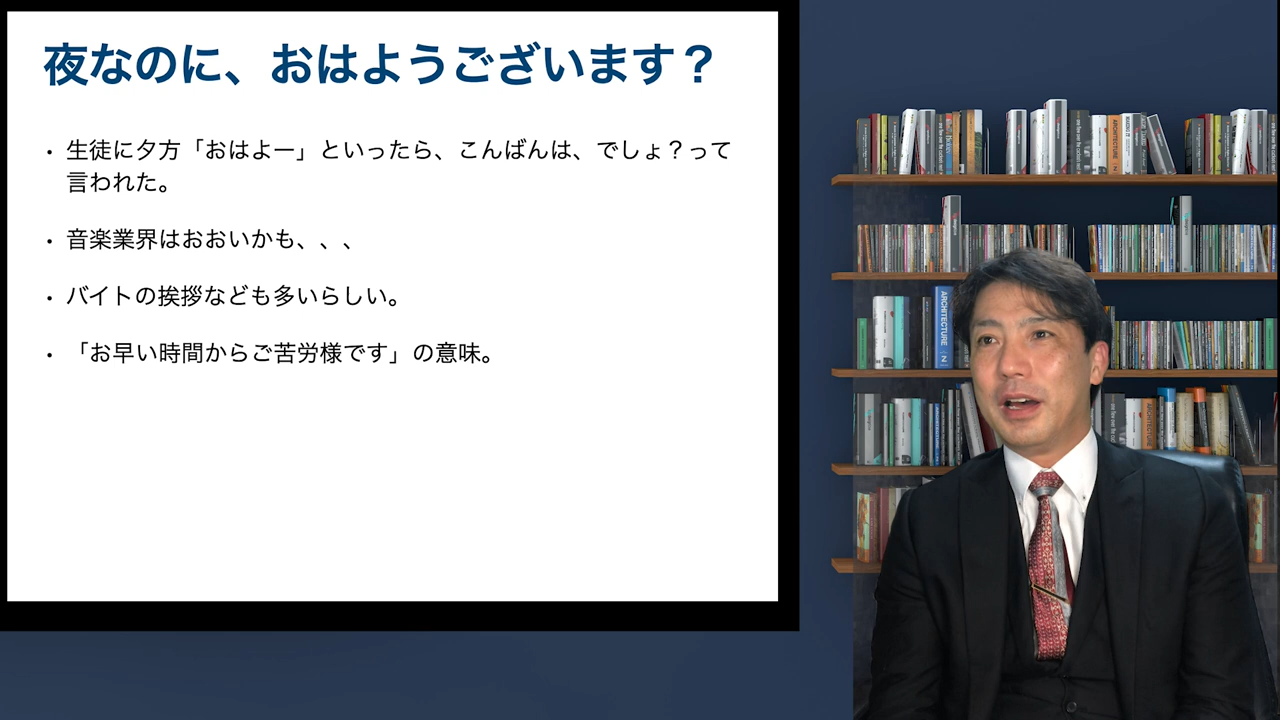 夜なのに、おはようございます？
・生徒に夕方「おはよー」といったら、こんばんは、でしょ？って
言われた。
・音楽業界はおおいかも、、、
・バイトの挨拶なども多いらしい。
・「お早い時間からご苦労様です」の意味。
ARCHITECTURE
ARCHITECTURE